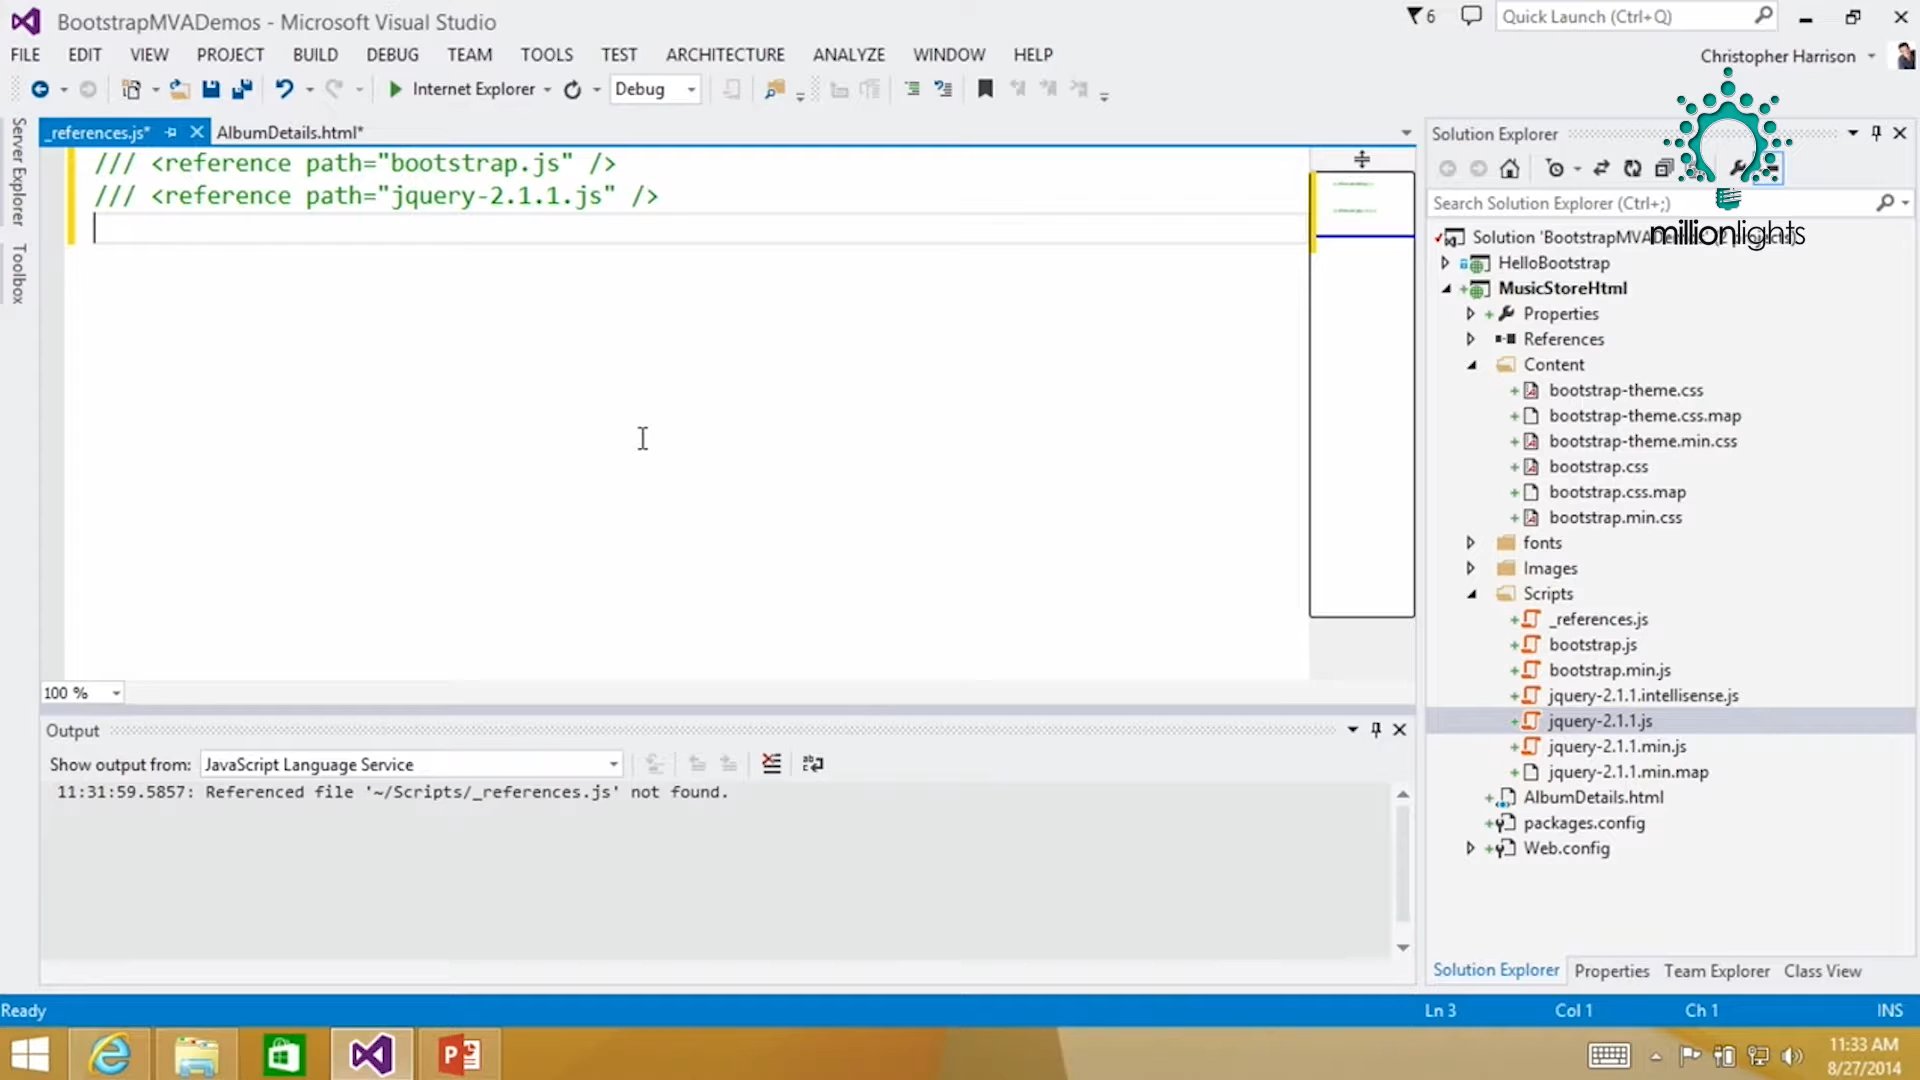 BootstrapMVADemos - Microsoft Visual Studio
6
Quick Launch (Ctrl+Q)
FILE EDIT VIEW PROJECT BUILD DEBUG TEAM TOOLS TEST ARCHITECTURE ANALYZE WINDOW HELP
Christopher Harrison
Internet Explorer
Debug
Server Explorer
Toolbox
_references.js*
AlbumDetails.html*
/// <reference path="bootstrap.js" />
/// <reference path="jquery-2.1.1.js" />
100 %
Output
Show output from: JavaScript Language Service
11:31:59.5857: Referenced file '~/Scripts/_references.js' not found.
Solution Explorer
Search Solution Explorer (Ctrl+;)
Solution 'BootstrapMVADe
millionlights
HelloBootstrap
MusicStoreHtml
Properties
References
Content
bootstrap-theme.css
bootstrap-theme.css.map
bootstrap-theme.min.css
bootstrap.css
bootstrap.css.map
bootstrap.min.css
fonts
Images
Scripts
_references.js
bootstrap.js
bootstrap.min.js
jquery-2.1.1.intellisense.js
jquery-2.1.1.js
jquery-2.1.1.min.js
jquery-2.1.1.min.map
AlbumDetails.html
packages.config
Web.config
Solution Explorer Properties Team Explorer Class View
Ready
Ln 3 Col 1 Ch 1 INS
11:33 AM
8/27/2014